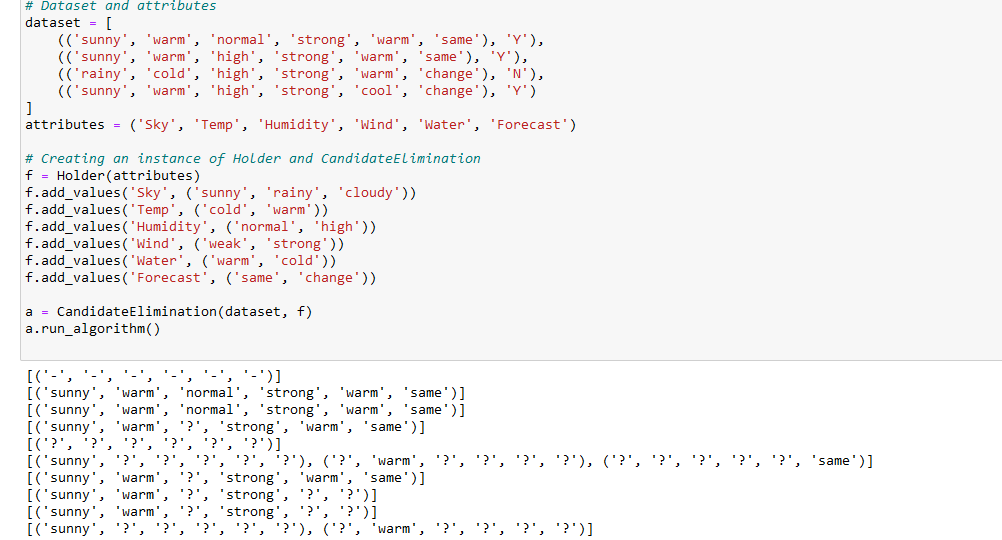 # Dataset and attributes
dataset = [
    (('sunny', 'warm', 'normal', 'strong', 'warm', 'same'), 'Y'),
    (('sunny', 'warm', 'high', 'strong', 'warm', 'same'), 'Y'),
    (('rainy', 'cold', 'high', 'strong', 'warm', 'change'), 'N'),
    (('sunny', 'warm', 'high', 'strong', 'cool', 'change'), 'Y')
]
attributes = ('Sky', 'Temp', 'Humidity', 'Wind', 'Water', 'Forecast')
# Creating an instance of Holder and CandidateElimination
f = Holder(attributes)
f.add_values('Sky', ('sunny', 'rainy', 'cloudy'))
f.add_values('Temp', ('cold', 'warm'))
f.add_values('Humidity', ('normal', 'high'))
f.add_values('Wind', ('weak', 'strong'))
f.add_values('Water', ('warm', 'cold'))
f.add_values('Forecast', ('same', 'change'))
a = CandidateElimination(dataset, f)
a.run_algorithm()
[('-', '-', '-', '-', '-', '-')]
[('sunny', 'warm', 'normal', 'strong', 'warm', 'same')]
[('sunny', 'warm', 'normal', 'strong', 'warm', 'same')]
[('sunny', 'warm', '?', 'strong', 'warm', 'same')]
[('?', '?', '?', '?', '?', '?')]
[('sunny', '?', '?', '?', '?', '?'), ('?', 'warm', '?', '?', '?', '?'), ('?', '?', '?', '?', '?', 'same')]
[('sunny', 'warm', '?', 'strong', 'warm', 'same')]
[('sunny', 'warm', '?', 'strong', '?', '?')]
[('sunny', 'warm', '?', 'strong', '?', '?')]
[('sunny', '?', '?', '?', '?', '?'), ('?', 'warm', '?', '?', '?', '?')]